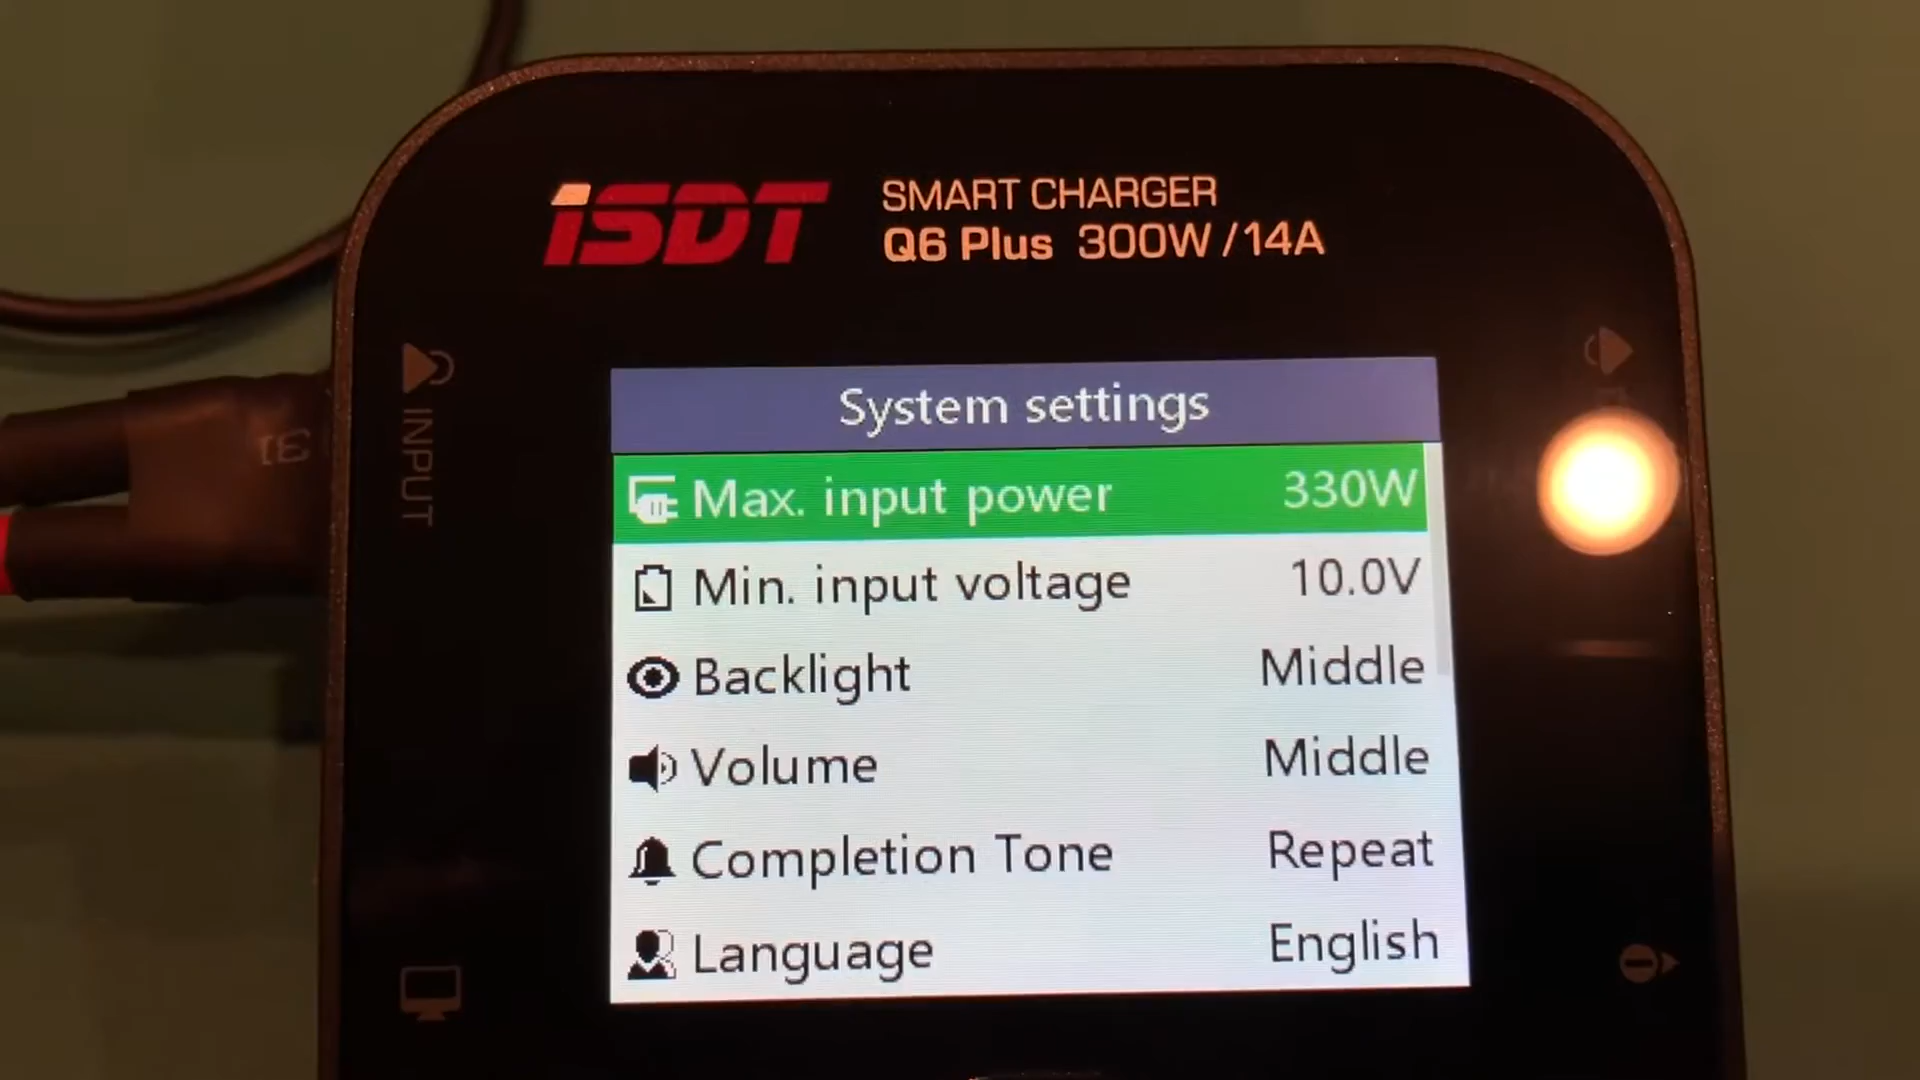 iSDT
SMART CHARGER
Q6 Plus 300W/14A
INPUT
System settings
Max. input power 330W
Min. input voltage 10.0V
Backlight Middle
Volume Middle
Completion Tone Repeat
Language English